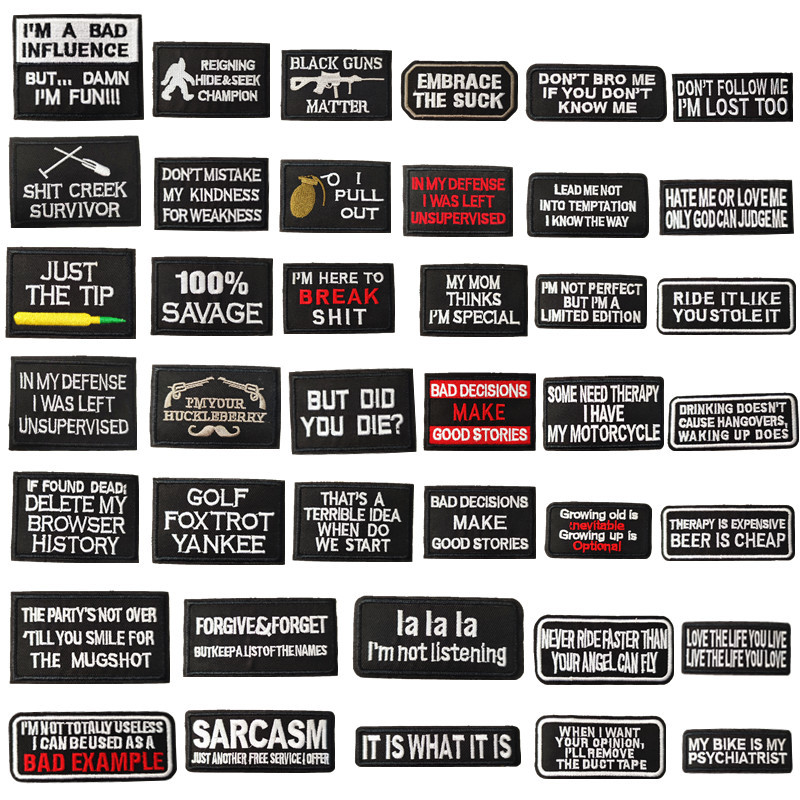 I'M A BAD
INFLUENCE
BUT... DAMN
I'M FUN!!!
REIGNING
HIDE&SEEK
CHAMPION
BLACK GUNS
MATTER
EMBRACE
THE SUCK
DON'T BRO ME
IF YOU DON'T
KNOW ME
DON'T FOLLOW ME
I'M LOST TOO
SHIT CREEK
SURVIVOR
DON'T MISTAKE
MY KINDNESS
FOR WEAKNESS
I
PULL
OUT
IN MY DEFENSE
I WAS LEFT
UNSUPERVISED
LEAD ME NOT
INTO TEMPTATION
I KNOW THE WAY
HATE ME OR LOVE ME
ONLY GOD CAN JUDGE ME
JUST
THE TIP
100%
SAVAGE
I'M HERE TO
BREAK
SHIT
MY MOM
THINKS
I'M SPECIAL
I'M NOT PERFECT
BUT I'M A
LIMITED EDITION
RIDE IT LIKE
YOU STOLE IT
IN MY DEFENSE
I WAS LEFT
UNSUPERVISED
I'M YOUR
HUCKLEBERRY
BUT DID
YOU DIE?
BAD DECISIONS
MAKE
GOOD STORIES
SOME NEED THERAPY
I HAVE
MY MOTORCYCLE
DRINKING DOESN'T
CAUSE HANGOVERS,
WAKING UP DOES
IF FOUND DEAD;
DELETE MY
BROWSER
HISTORY
GOLF
FOXTROT
YANKEE
THAT'S A
TERRIBLE IDEA
WHEN DO
WE START
BAD DECISIONS
MAKE
GOOD STORIES
Growing old is
Inevitable
Growing up is
Optional
THERAPY IS EXPENSIVE
BEER IS CHEAP
THE PARTY'S NOT OVER
'TILL YOU SMILE FOR
THE MUGSHOT
FORGIVE&FORGET
BUT KEEP A LIST OF THE NAMES
la la la
I'm not listening
NEVER RIDE FASTER THAN
YOUR ANGEL CAN FLY
LOVE THE LIFE YOU LIVE
LIVE THE LIFE YOU LOVE
I'M NOT TOTALLY USELESS
I CAN BE USED AS A
BAD EXAMPLE
SARCASM
JUST ANOTHER FREE SERVICE I OFFER
IT IS WHAT IT IS
WHEN I WANT
YOUR OPINION,
I'LL REMOVE
THE DUCT TAPE
MY BIKE IS MY
PSYCHIATRIST